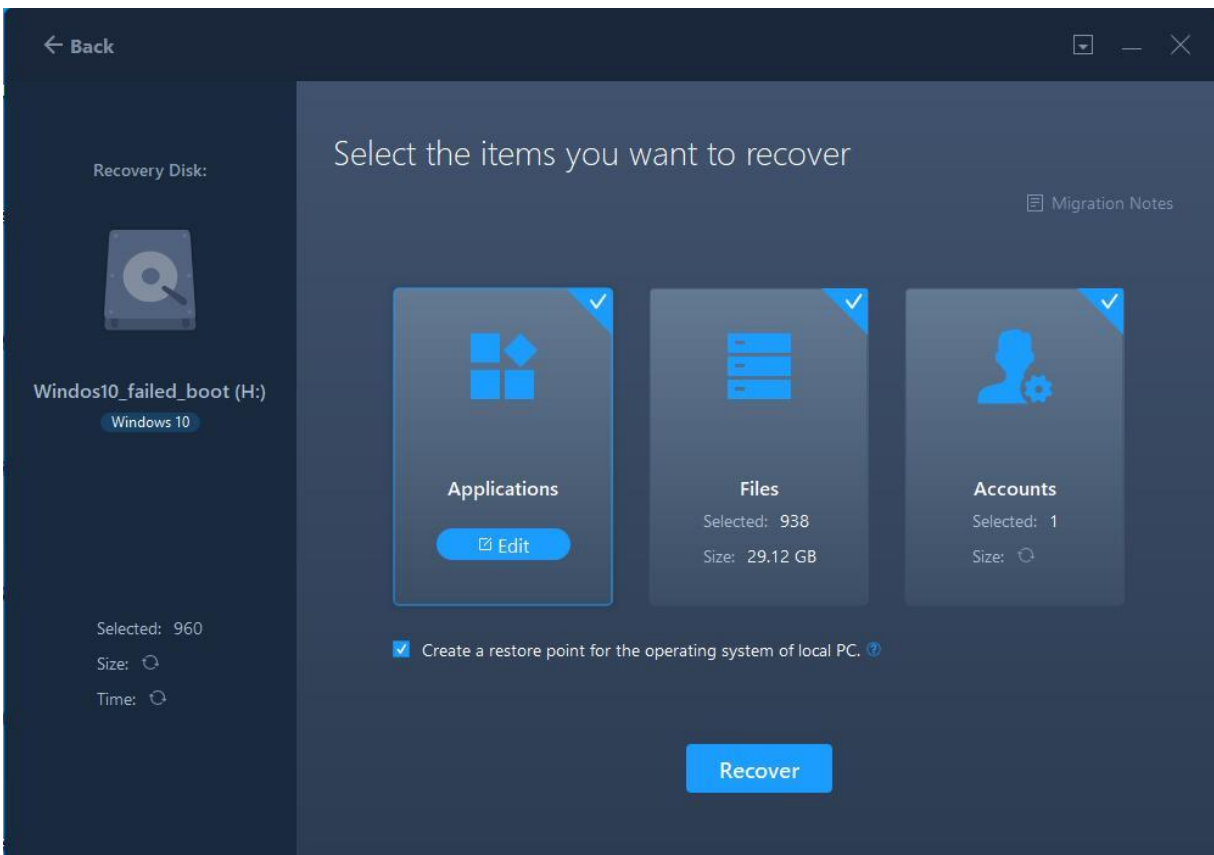 Back
Recovery Disk:
Windos10_failed_boot (H:)
Windows 10
Selected: 960
Size:
Time:
Select the items you want to recover
Migration Notes
Applications
Edit
Files
Selected: 938
Size: 29.12 GB
Accounts
Selected: 1
Size:
Create a restore point for the operating system of local PC. ?
Recover